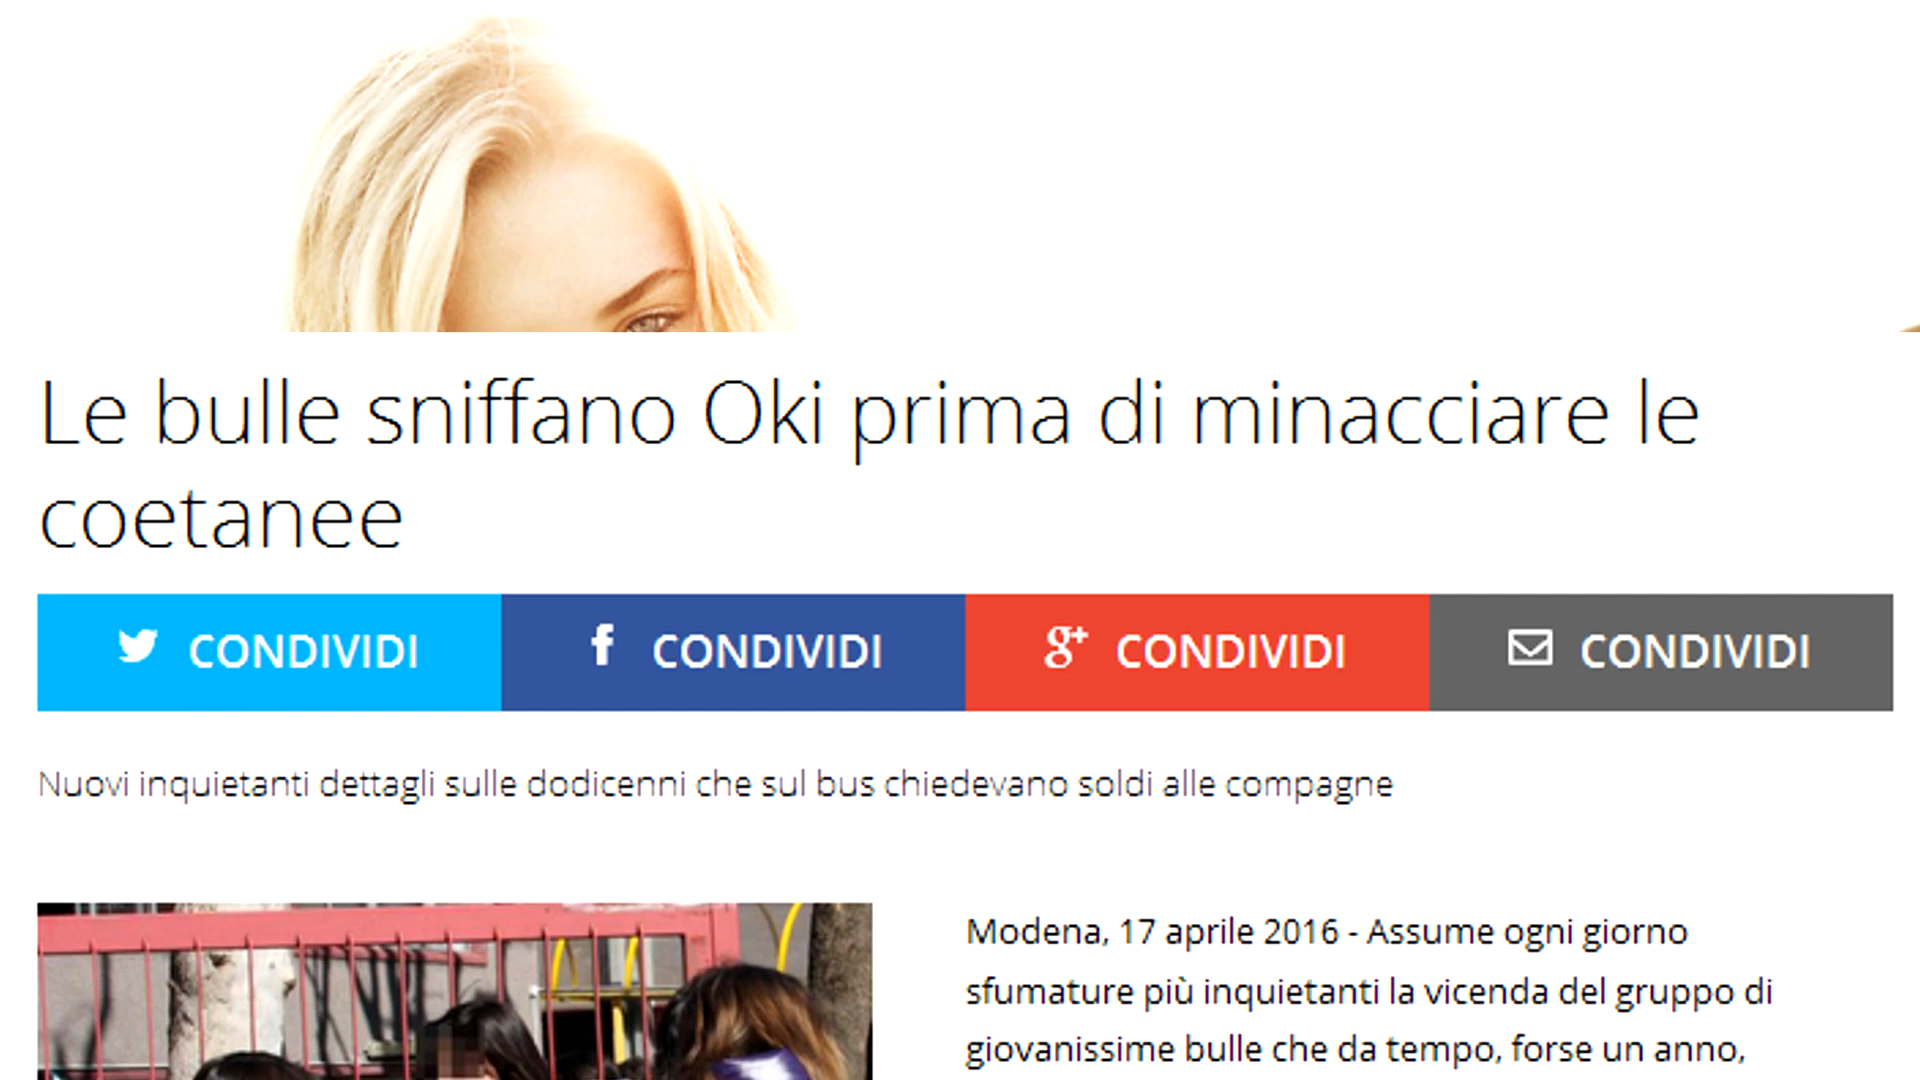 Le bulle sniffano Oki prima di minacciare le
coetanee
CONDIVIDI CONDIVIDI CONDIVIDI CONDIVIDI
Nuovi inquietanti dettagli sulle dodicenni che sul bus chiedevano soldi alle compagne
Modena, 17 aprile 2016 - Assume ogni giorno
sfumature più inquietanti la vicenda del gruppo di
giovanissime bulle che da tempo, forse un anno,